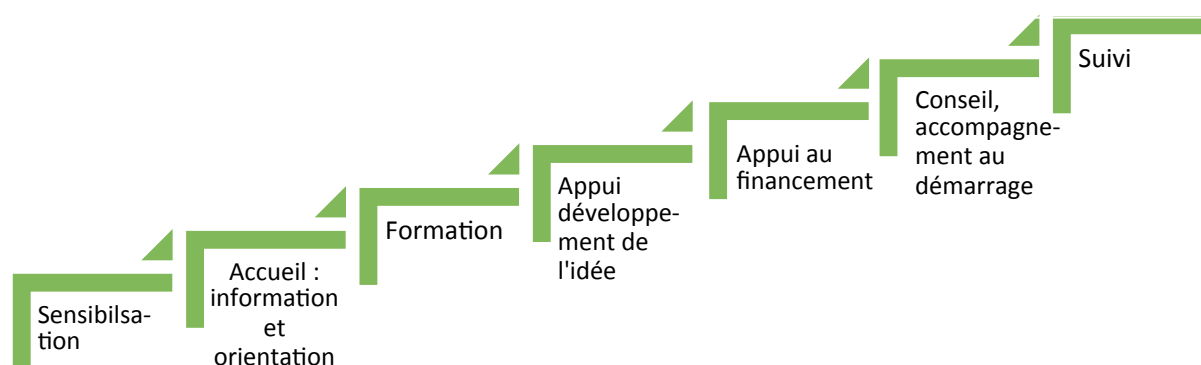 Sensibilsa-
tion
Accueil :
information
et
orientation
Formation
Appui
développe-
ment de
l'idée
Appui au
financement
Conseil,
accompagne-
ment au
démarrage
Suivi